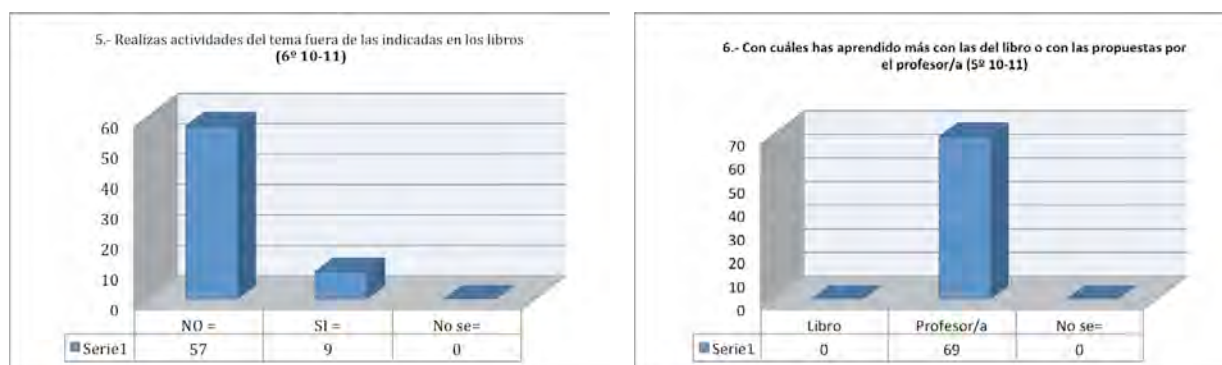 5.- Realizas actividades del tema fuera de las indicadas en los libros
(6º 10-11)
60
50
40
30
20
10
0
NO = SI = No se=
Serie1 57 9 0
6.- Con cuáles has aprendido más con las del libro o con las propuestas por
el profesor/a (5º 10-11)
70
60
50
40
30
20
10
0
Libro Profesor/a No se=
Serie1 0 69 0